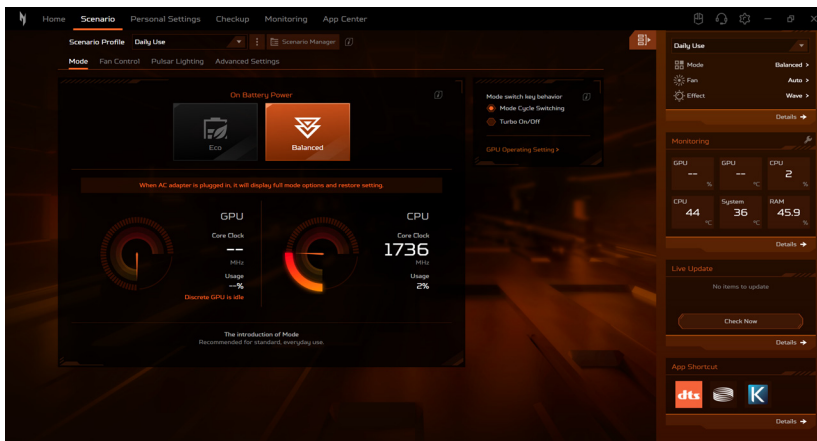 Home Scenario Personal Settings Checkup Monitoring App Center
Scenario Profile Daily Use Scenario Manager
Mode Fan Control Pulsar Lighting Advanced Settings
On Battery Power
Eco
Balanced
When AC adapter is plugged in, it will display full mode options and restore setting.
GPU
Core Clock
--
MHz
Usage
--%
Discrete GPU is idle
CPU
Core Clock
1736
MHz
Usage
2%
The introduction of Mode
Recommended for standard, everyday use.
Mode switch key behavior
Mode Cycle Switching
Turbo On/Off
GPU Operating Setting >
Daily Use
Mode Balanced >
Fan Auto >
Effect Wave >
Details →
Monitoring
GPU
--
%
GPU
--
°C
CPU
2
%
CPU
44
°C
System
36
°C
RAM
45.9
%
Details →
Live Update
No items to update
Check Now
Details →
App Shortcut
dts
K
Details →